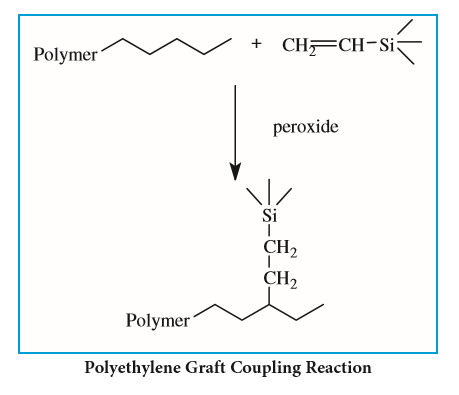 Polymer + CH2=CH-Si
peroxide
Si
CH2
CH2
Polymer
Polyethylene Graft Coupling Reaction